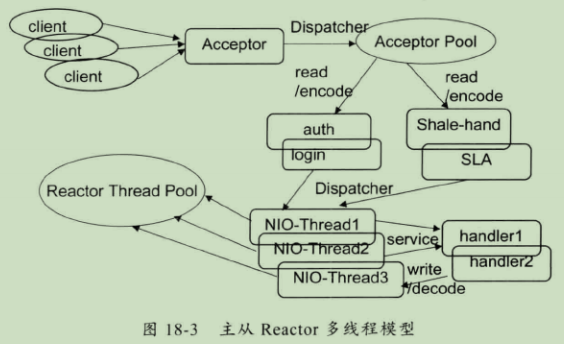 client
client
client
Acceptor
Dispatcher
Acceptor Pool
read
/encode
read
/encode
auth
login
Shale-hand
SLA
Reactor Thread Pool
Dispatcher
NIO-Thread1
NIO-Thread2
NIO-Thread3
service
handler1
handler2
write
/decode
图 18-3 主从 Reactor 多线程模型